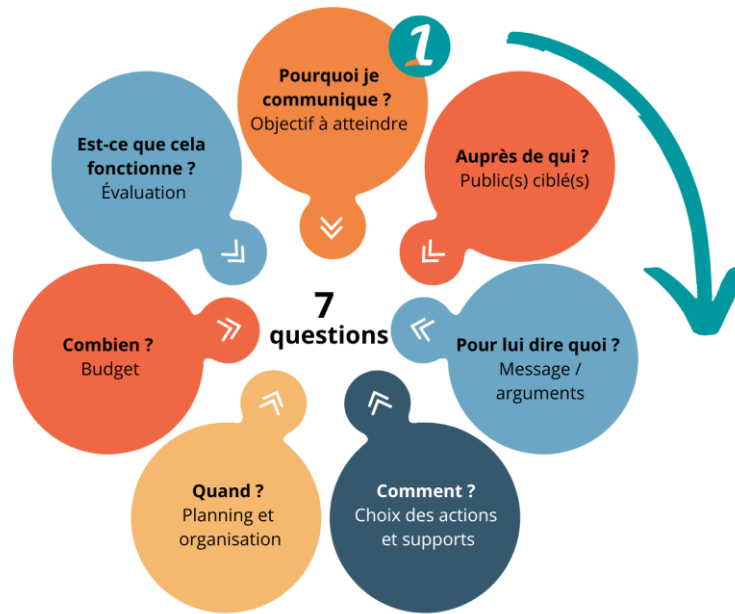 1
Pourquoi je
communique ?
Objectif à atteindre
Auprès de qui ?
Public(s) ciblé(s)
Pour lui dire quoi ?
Message /
arguments
Comment ?
Choix des actions
et supports
Quand ?
Planning et
organisation
Combien ?
Budget
Est-ce que cela
fonctionne ?
Évaluation
7
questions